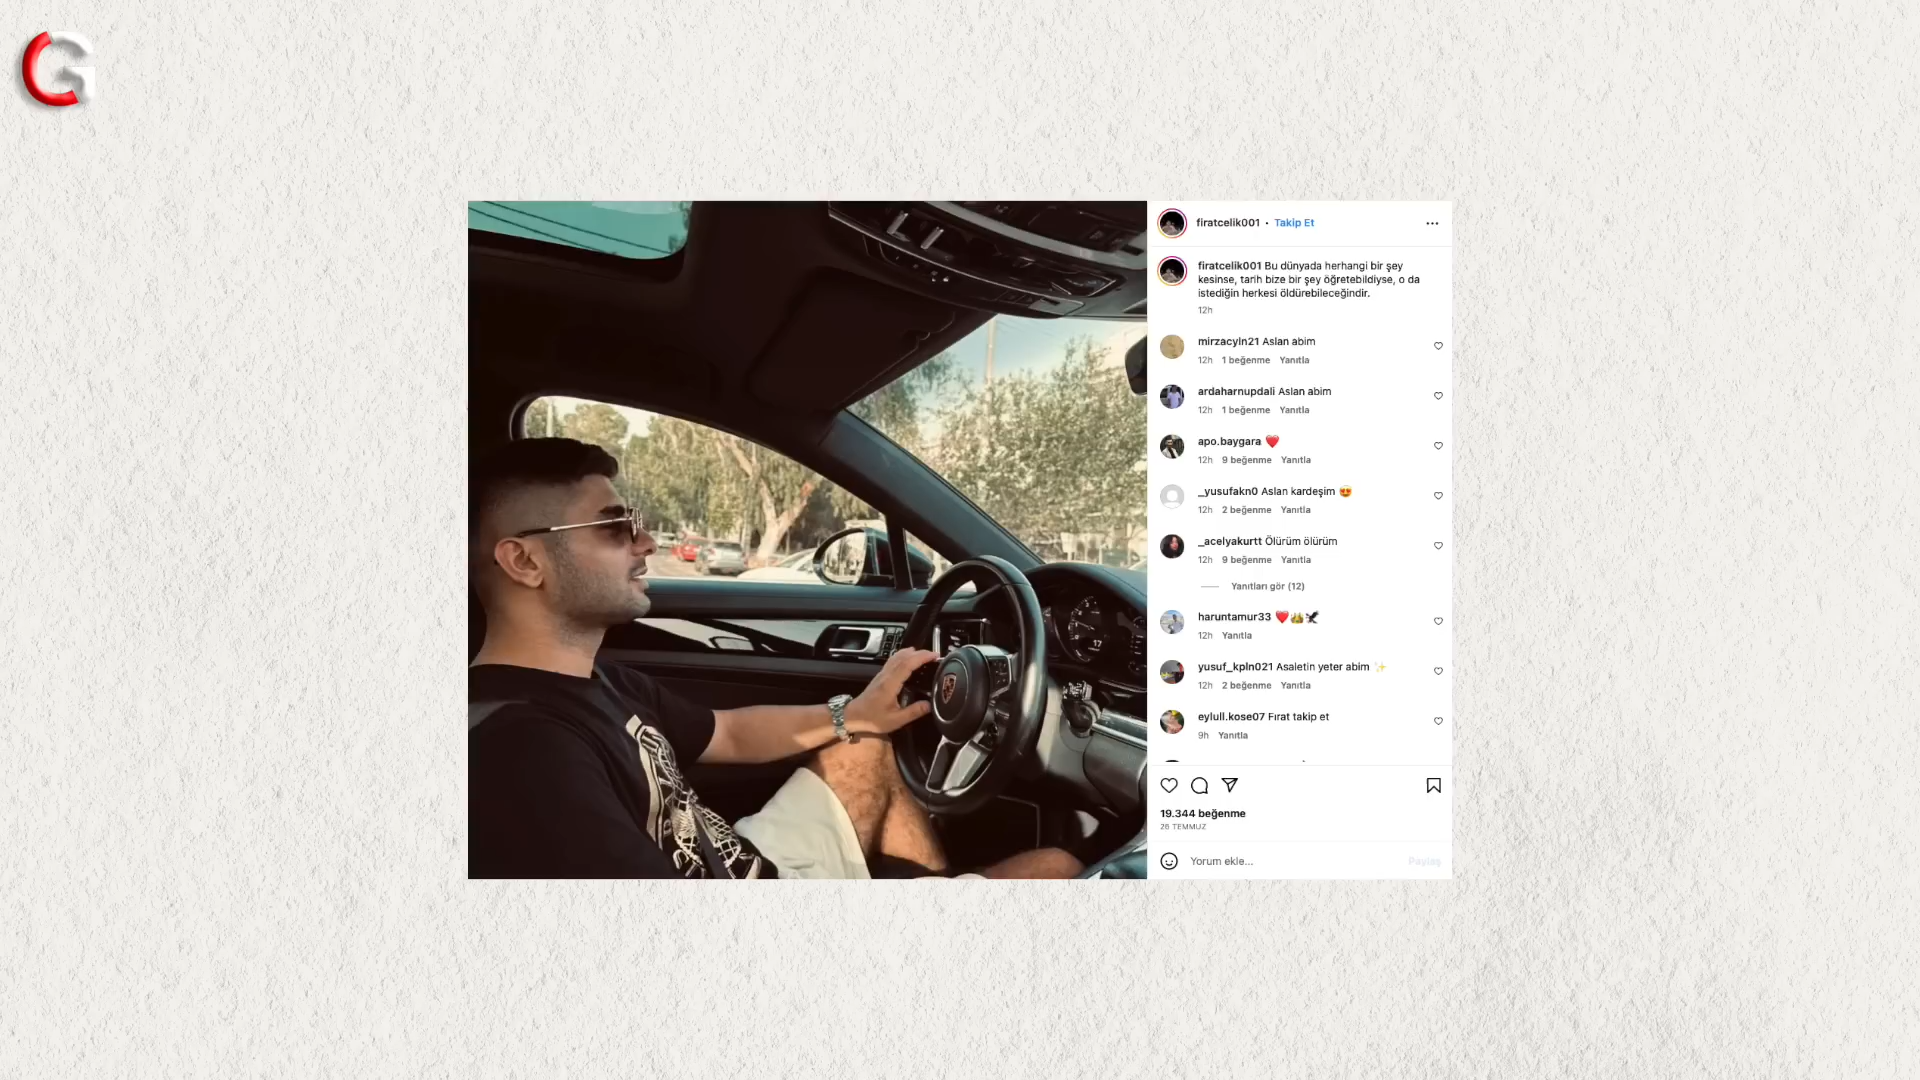 firatcelik001 • Takip Et
firatcelik001 Bu dünyada herhangi bir şey
kesinse, tarih bize bir şey öğretebildiyse, o da
istediğin herkesi öldürebileceğindir.
12h
mirzacyln21 Aslan abim
12h 1 beğenme Yanıtla
ardaharnupdali Aslan abim
12h 1 beğenme Yanıtla
apo.baygara ❤️
12h 9 beğenme Yanıtla
_yusufakn0 Aslan kardeşim 😍
12h 2 beğenme Yanıtla
_acelyakurtt Ölürüm ölürüm
12h 9 beğenme Yanıtla
Yanıtları gör (12)
haruntamur33 ❤️👑🦅
12h Yanıtla
yusuf_kpln021 Asaletin yeter abim ✨
12h 2 beğenme Yanıtla
eylull.kose07 Fırat takip et
9h Yanıtla
19.344 beğenme
26 TEMMUZ
Yorum ekle...
Paylaş